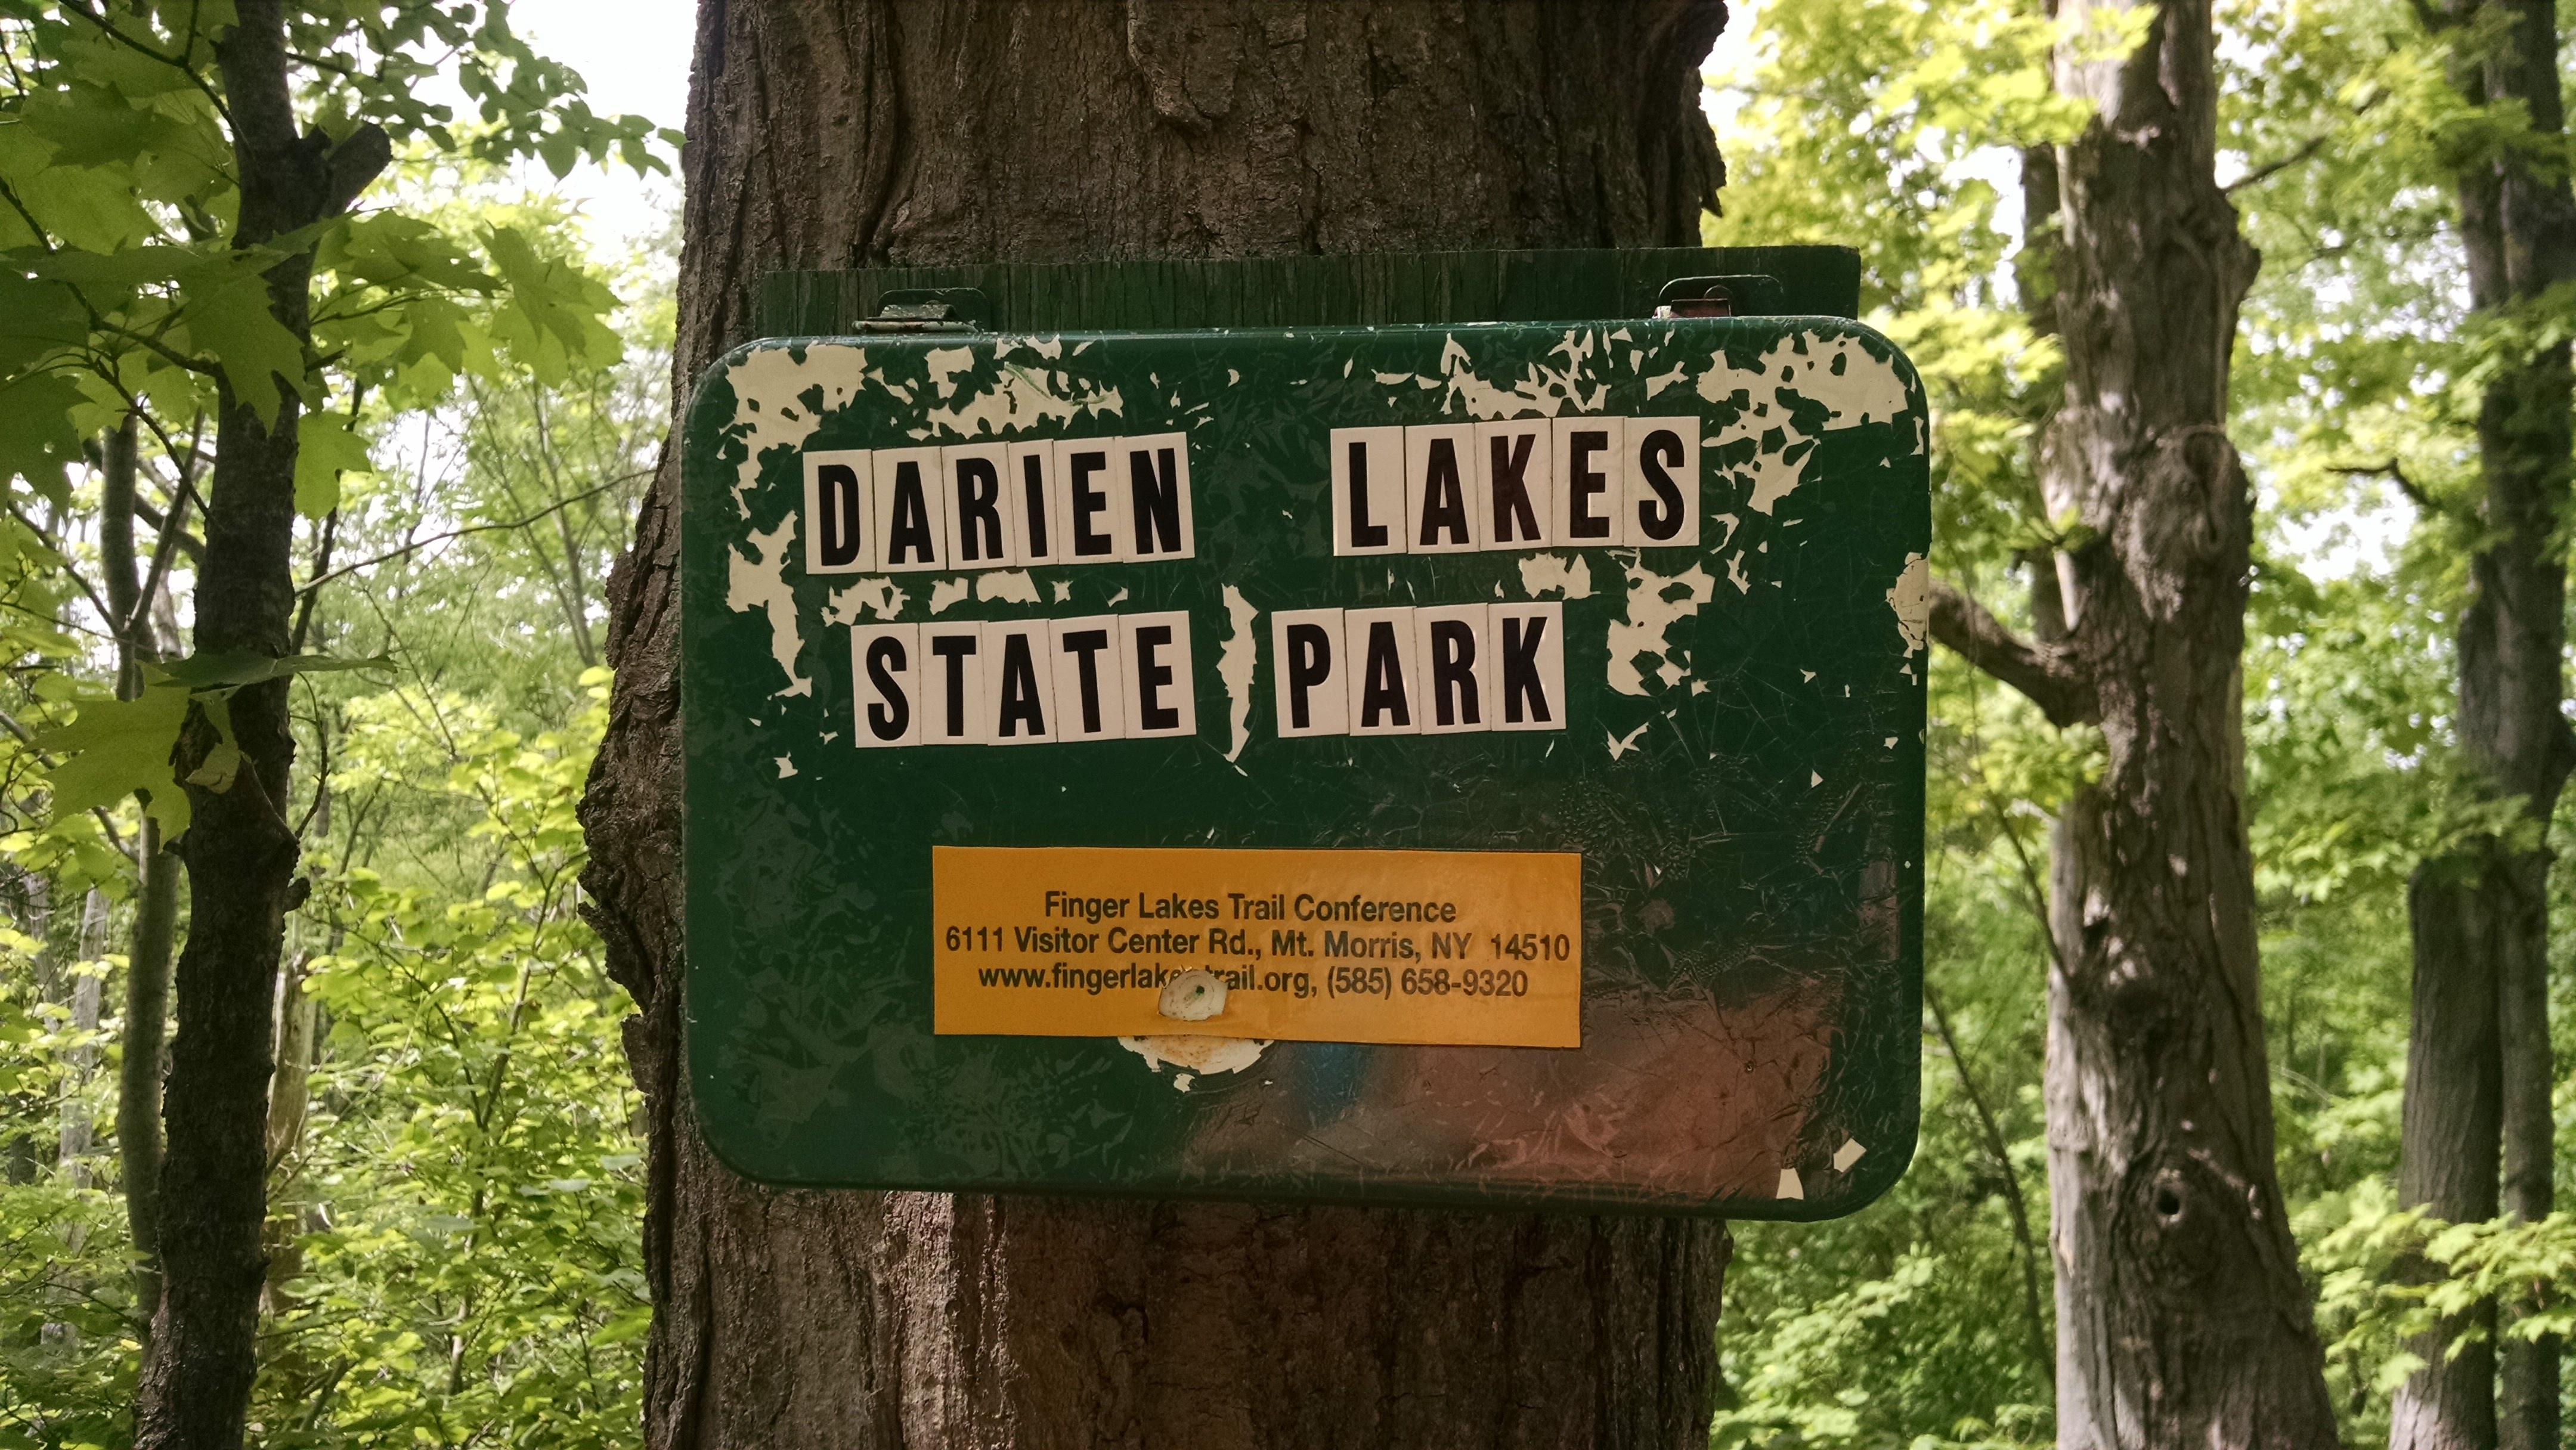 DARIEN LAKES
STATE PARK
Finger Lakes Trail Conference
6111 Visitor Center Rd., Mt. Morris, NY 14510
(585) 658-9320